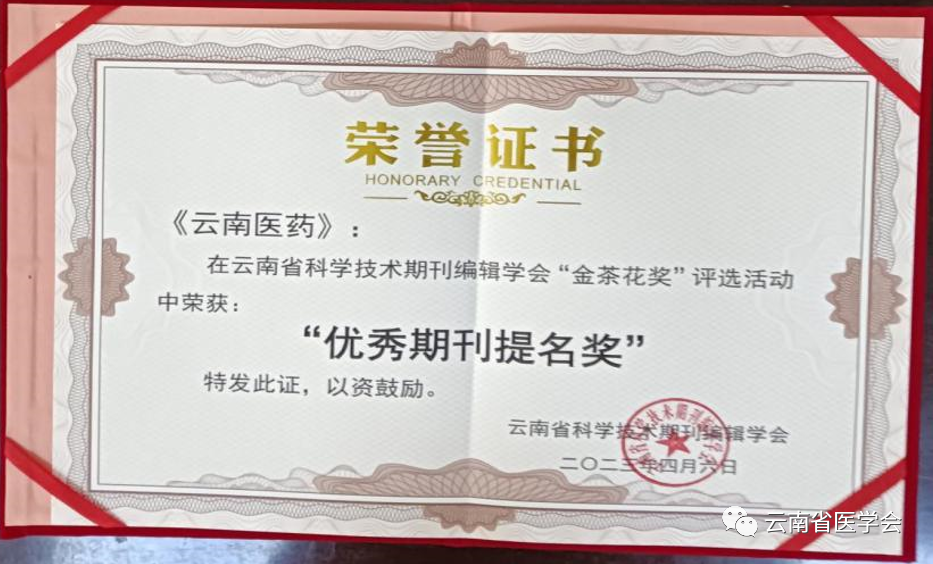 荣誉证书
HONORARY CREDENTIAL
《云南医药》:
在云南省科学技术期刊编辑学会“金茶花奖”评选活动
中荣获:
“优秀期刊提名奖”
特发此证,以资鼓励。
云南省科学技术期刊编辑学会
二〇二三年四月六日
云南省医学会